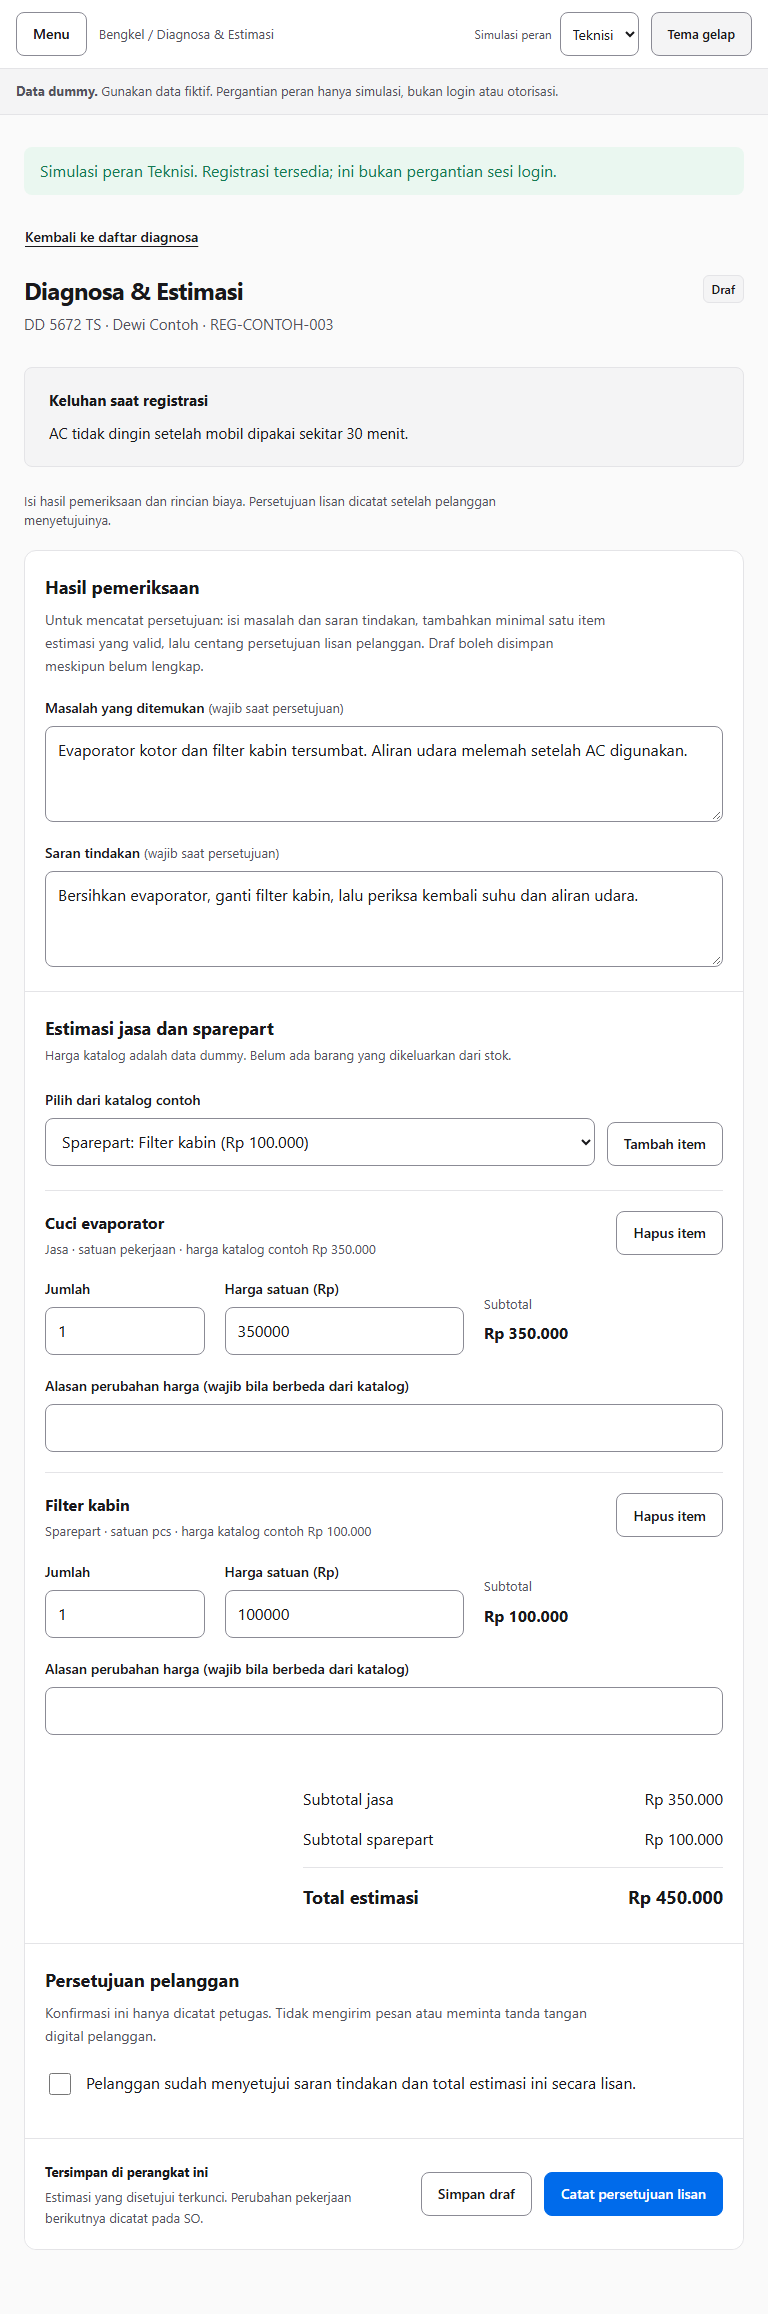 Menu
Bengkel / Diagnosa & Estimasi
Simulasi peran
Teknisi
Tema gelap
Data dummy. Gunakan data fiktif. Pergantian peran hanya simulasi, bukan login atau otorisasi.
Simulasi peran Teknisi. Registrasi tersedia; ini bukan pergantian sesi login.
Kembali ke daftar diagnosa
Diagnosa & Estimasi
Draf
DD 5672 TS · Dewi Contoh · REG-CONTOH-003
Keluhan saat registrasi
AC tidak dingin setelah mobil dipakai sekitar 30 menit.
Isi hasil pemeriksaan dan rincian biaya. Persetujuan lisan dicatat setelah pelanggan
menyetujuinya.
Hasil pemeriksaan
Untuk mencatat persetujuan: isi masalah dan saran tindakan, tambahkan minimal satu item
estimasi yang valid, lalu centang persetujuan lisan pelanggan. Draf boleh disimpan
meskipun belum lengkap.
Masalah yang ditemukan (wajib saat persetujuan)
Evaporator kotor dan filter kabin tersumbat. Aliran udara melemah setelah AC digunakan.
Saran tindakan (wajib saat persetujuan)
Bersihkan evaporator, ganti filter kabin, lalu periksa kembali suhu dan aliran udara.
Estimasi jasa dan sparepart
Harga katalog adalah data dummy. Belum ada barang yang dikeluarkan dari stok.
Pilih dari katalog contoh
Sparepart: Filter kabin (Rp 100.000)
Tambah item
Cuci evaporator
Hapus item
Jasa · satuan pekerjaan · harga katalog contoh Rp 350.000
Jumlah
Harga satuan (Rp)
Subtotal
1
350000
Rp 350.000
Alasan perubahan harga (wajib bila berbeda dari katalog)
Filter kabin
Hapus item
Sparepart · satuan pcs · harga katalog contoh Rp 100.000
Jumlah
Harga satuan (Rp)
Subtotal
1
100000
Rp 100.000
Alasan perubahan harga (wajib bila berbeda dari katalog)
Subtotal jasa Rp 350.000
Subtotal sparepart Rp 100.000
Total estimasi Rp 450.000
Persetujuan pelanggan
Konfirmasi ini hanya dicatat petugas. Tidak mengirim pesan atau meminta tanda tangan
digital pelanggan.
Pelanggan sudah menyetujui saran tindakan dan total estimasi ini secara lisan.
Tersimpan di perangkat ini
Estimasi yang disetujui terkunci. Perubahan pekerjaan
berikutnya dicatat pada SO.
Simpan draf
Catat persetujuan lisan